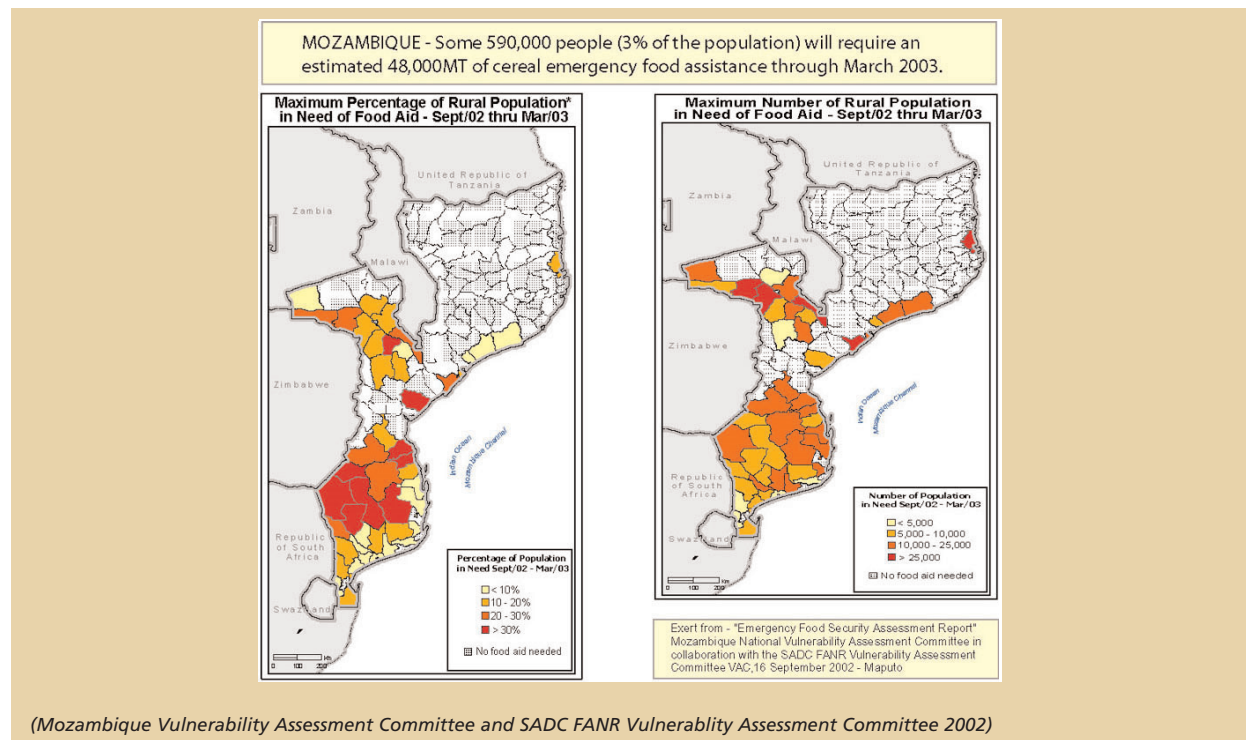 MOZAMBIQUE - Some 590,000 people (3% of the population) will require an
estimated 48,000MT of cereal emergency food assistance through March 2003.
Maximum Percentage of Rural Population*
in Need of Food Aid - Sept/02 thru Mar/03
United Republic of
Tanzania
Zambia
Malawi
Zimbabwe
Indian Ocean
Mozambique Channel
Republic
of South
Africa
Swaziland
Percentage of Population
in Need Sept/02 - Mar/03
< 10%
10 - 20%
20 - 30%
> 30%
No food aid needed
0 100 200 km
Maximum Number of Rural Population
in Need of Food Aid - Sept/02 thru Mar/03
United Republic of
Tanzania
Zambia
Malawi
Zimbabwe
Indian Ocean
Mozambique Channel
Republic
of South
Africa
Swaziland
Number of Population
in Need Sept/02 - Mar/03
< 5,000
5,000 - 10,000
10,000 - 25,000
> 25,000
No food aid needed
0 100 200 Km
Exert from - "Emergency Food Security Assessment Report"
Mozambique National Vulnerability Assessment Committee in
collaboration with the SADC FANR Vulnerability Assessment
Committee VAC,16 September 2002 - Maputo
(Mozambique Vulnerability Assessment Committee and SADC FANR Vulnerablity Assessment Committee 2002)